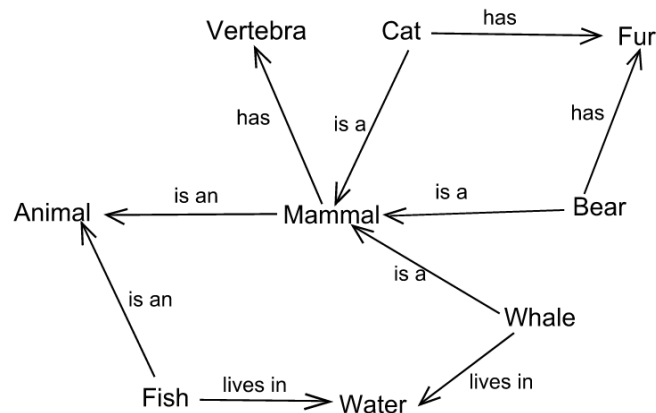 has
Vertebra
Cat
Fur
has
is a
has
is an
is a
Animal
Mammal
Bear
is a
is an
Whale
lives in
lives in
Fish
Water